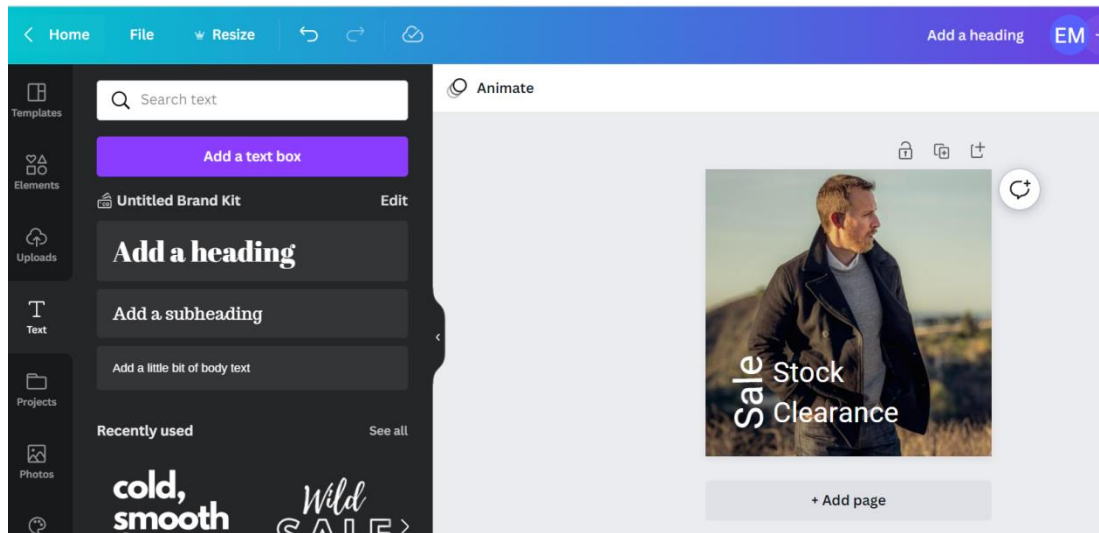 Home File Resize Add a heading EM
Templates
Elements
Uploads
Text
Projects
Photos
Search text
Add a text box
Untitled Brand Kit Edit
Add a heading
Add a subheading
Add a little bit of body text
Recently used See all
cold,
smooth
Wild
SALE
Animate
Sale
Stock
Clearance
+ Add page